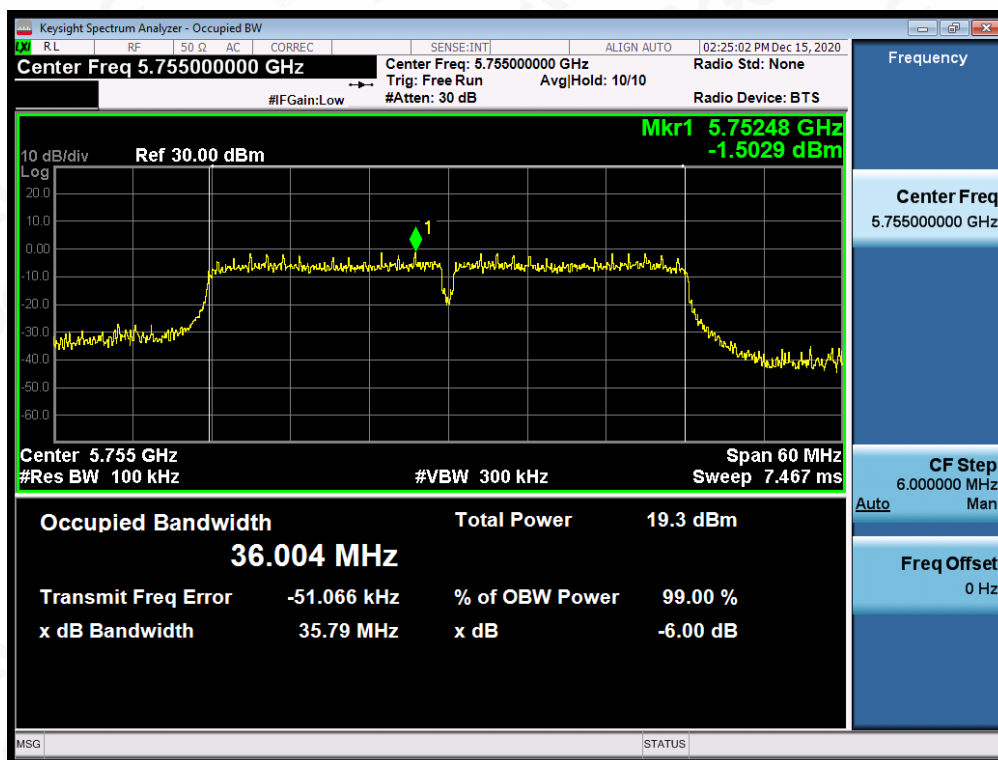 Keysight Spectrum Analyzer - Occupied BW
LXI RL RF 50 Ω AC CORREC SENSE:INT ALIGN AUTO 02:25:02 PM Dec 15, 2020
Center Freq 5.755000000 GHz
Center Freq: 5.755000000 GHz
Radio Std: None
Trig: Free Run Avg|Hold: 10/10
#IFGain:Low
#Atten: 30 dB
Radio Device: BTS
Mkr1 5.75248 GHz
-1.5029 dBm
10 dB/div Ref 30.00 dBm
Log
20.0
10.0
1
0.00
-10.0
-20.0
-30.0
-40.0
-50.0
-60.0
Center 5.755 GHz Span 60 MHz
#Res BW 100 kHz #VBW 300 kHz Sweep 7.467 ms
Occupied Bandwidth Total Power 19.3 dBm
36.004 MHz
Transmit Freq Error -51.066 kHz % of OBW Power 99.00 %
x dB Bandwidth 35.79 MHz x dB -6.00 dB
Frequency
Center Freq
5.755000000 GHz
CF Step
6.000000 MHz
Auto Man
Freq Offset
0 Hz
MSG STATUS